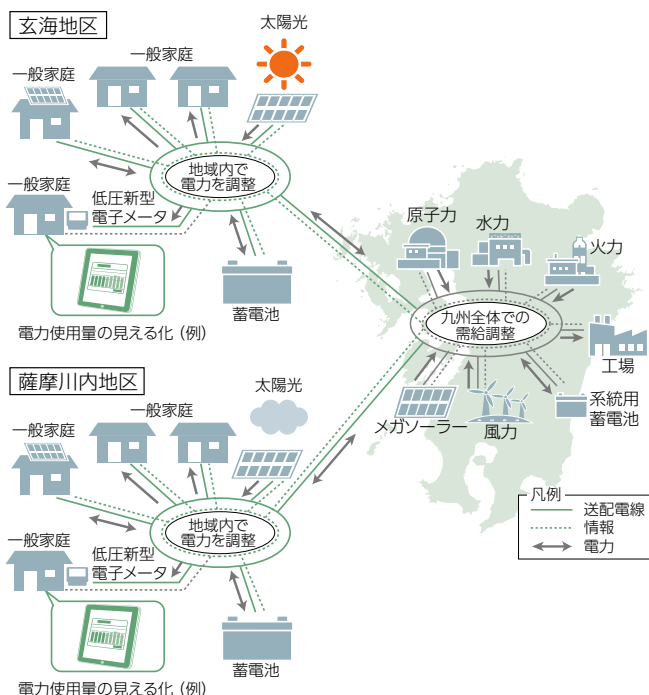 玄海地区
太陽光
一般家庭
一般家庭
地域内で
電力を調整
一般家庭
低圧新型
電子メータ
蓄電池
電力使用量の見える化（例）
原子力
水力
火力
九州全体での
需給調整
工場
メガソーラー
風力
系統用
蓄電池
薩摩川内地区
太陽光
一般家庭
一般家庭
地域内で
電力を調整
一般家庭
低圧新型
電子メータ
蓄電池
電力使用量の見える化（例）
凡例
送配電線
情報
電力